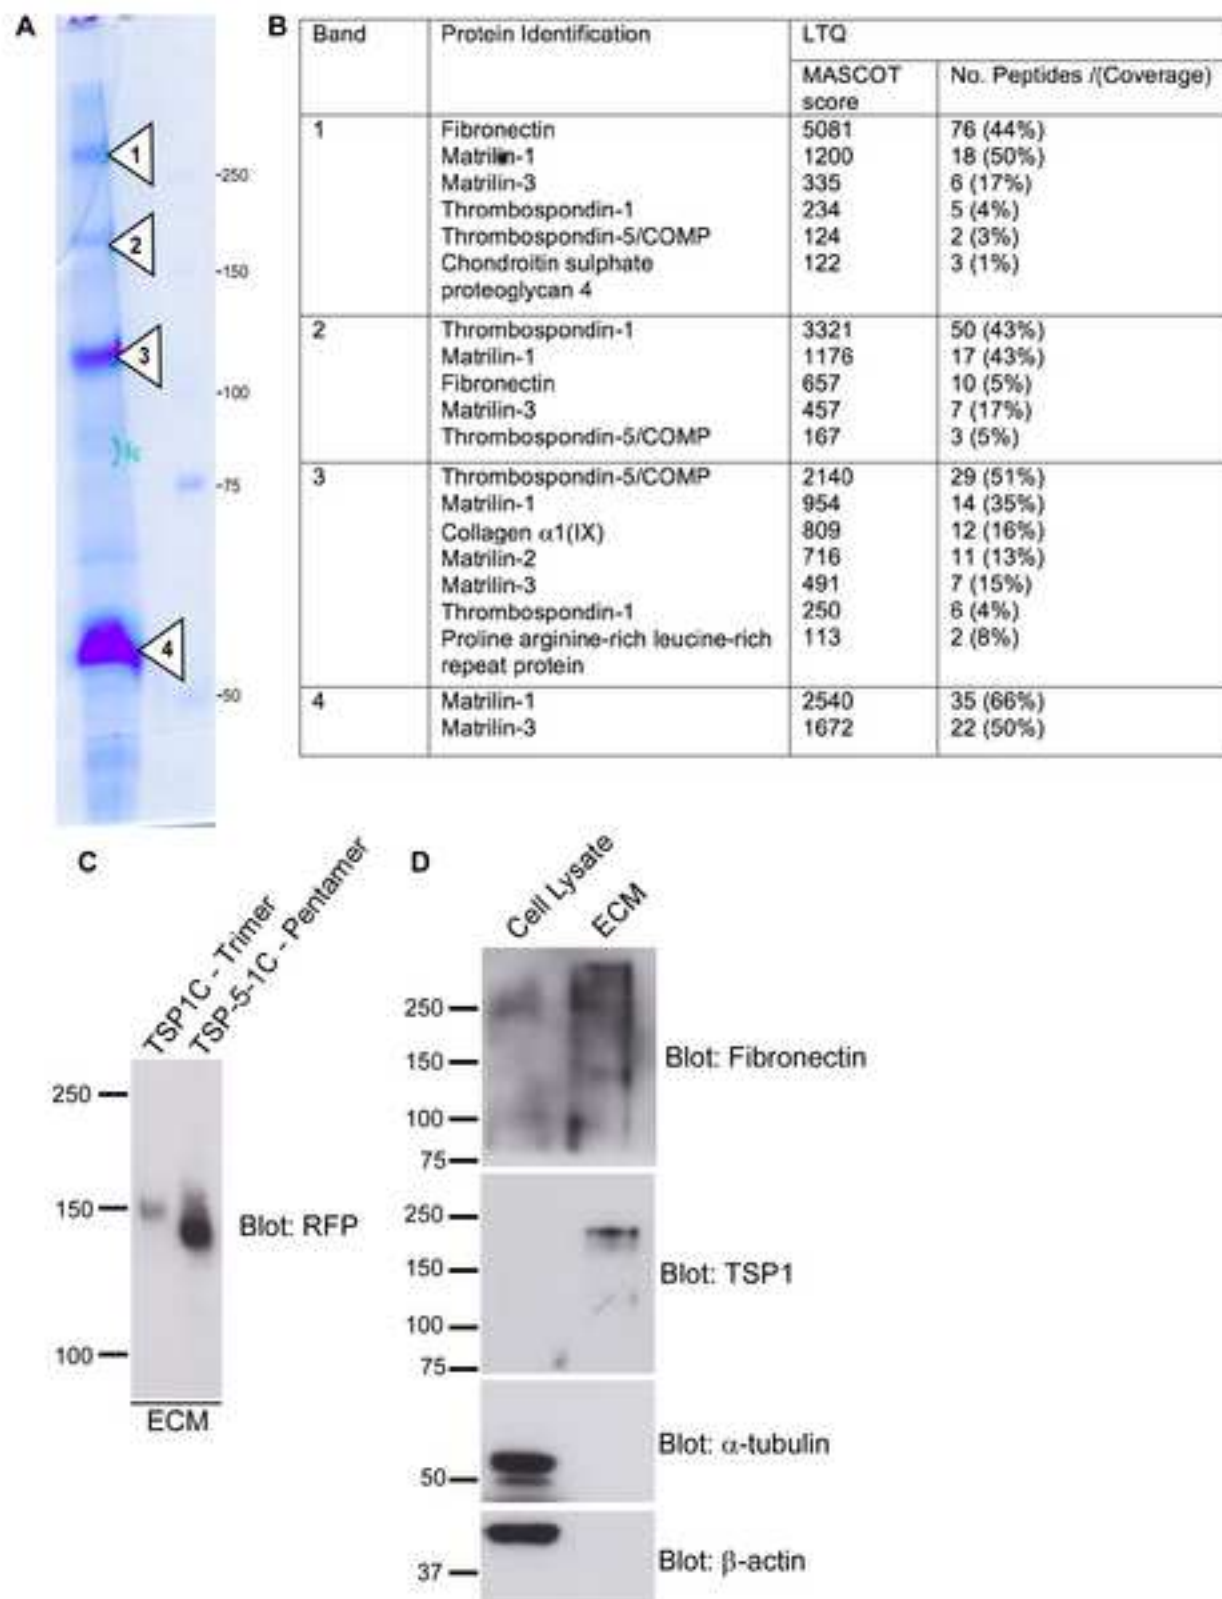 A
1
2
3
4
-250
-150
-100
-75
-50
B
Band Protein Identification LTQ
MASCOT score No. Peptides /(Coverage)
1 Fibronectin 5081 76 (44%)
Matrilin-1 1200 18 (50%)
Matrilin-3 335 6 (17%)
Thrombospondin-1 234 5 (4%)
Thrombospondin-5/COMP 124 2 (3%)
Chondroitin sulphate 122 3 (1%)
proteoglycan 4
2 Thrombospondin-1 3321 50 (43%)
Matrilin-1 1176 17 (43%)
Fibronectin 657 10 (5%)
Matrilin-3 457 7 (17%)
Thrombospondin-5/COMP 167 3 (5%)
3 Thrombospondin-5/COMP 2140 29 (51%)
Matrilin-1 954 14 (35%)
Collagen α1(IX) 809 12 (16%)
Matrilin-2 716 11 (13%)
Matrilin-3 491 7 (15%)
Thrombospondin-1 250 6 (4%)
Proline arginine-rich leucine-rich 113 2 (8%)
repeat protein
4 Matrilin-1 2540 35 (66%)
Matrilin-3 1672 22 (50%)
C
TSP1C - Trimer
TSP-5-1C - Pentamer
250
150
100
Blot: RFP
ECM
D
Cell Lysate
ECM
250
150
100
75
Blot: Fibronectin
250
150
100
75
Blot: TSP1
50
Blot: α-tubulin
37
Blot: β-actin